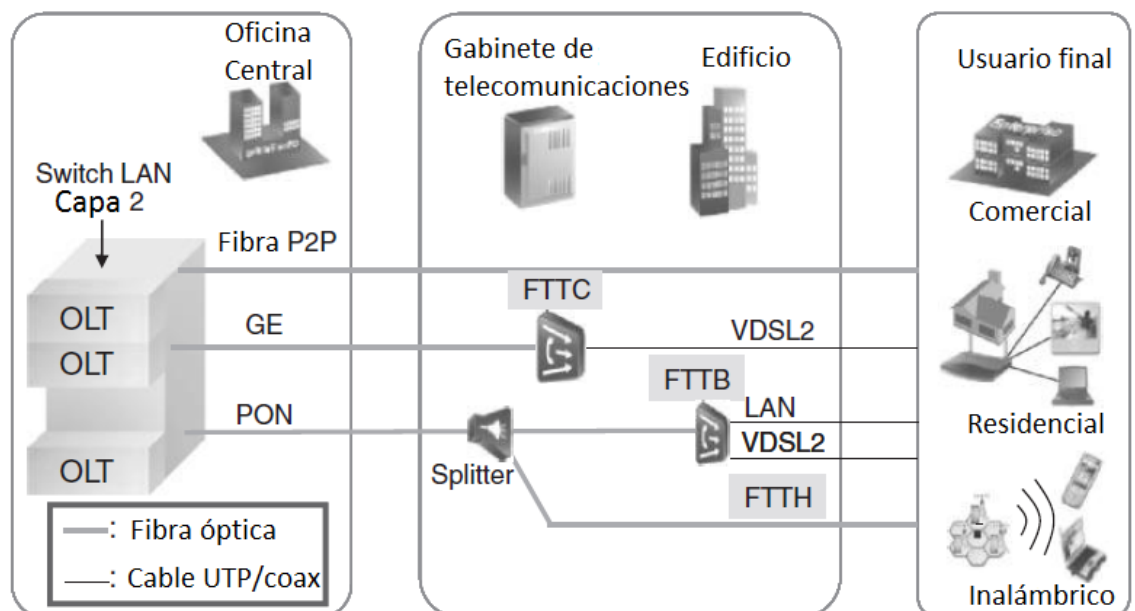 Oficina
Central
Switch LAN
Capa 2
OLT
OLT
OLT
Fibra P2P
GE
PON
: Fibra óptica
: Cable UTP/coax
Gabinete de
telecomunicaciones
Edificio
FTTC
VDSL2
FTTB
LAN
VDSL2
Splitter
FTTH
Usuario final
Comercial
Residencial
Inalámbrico